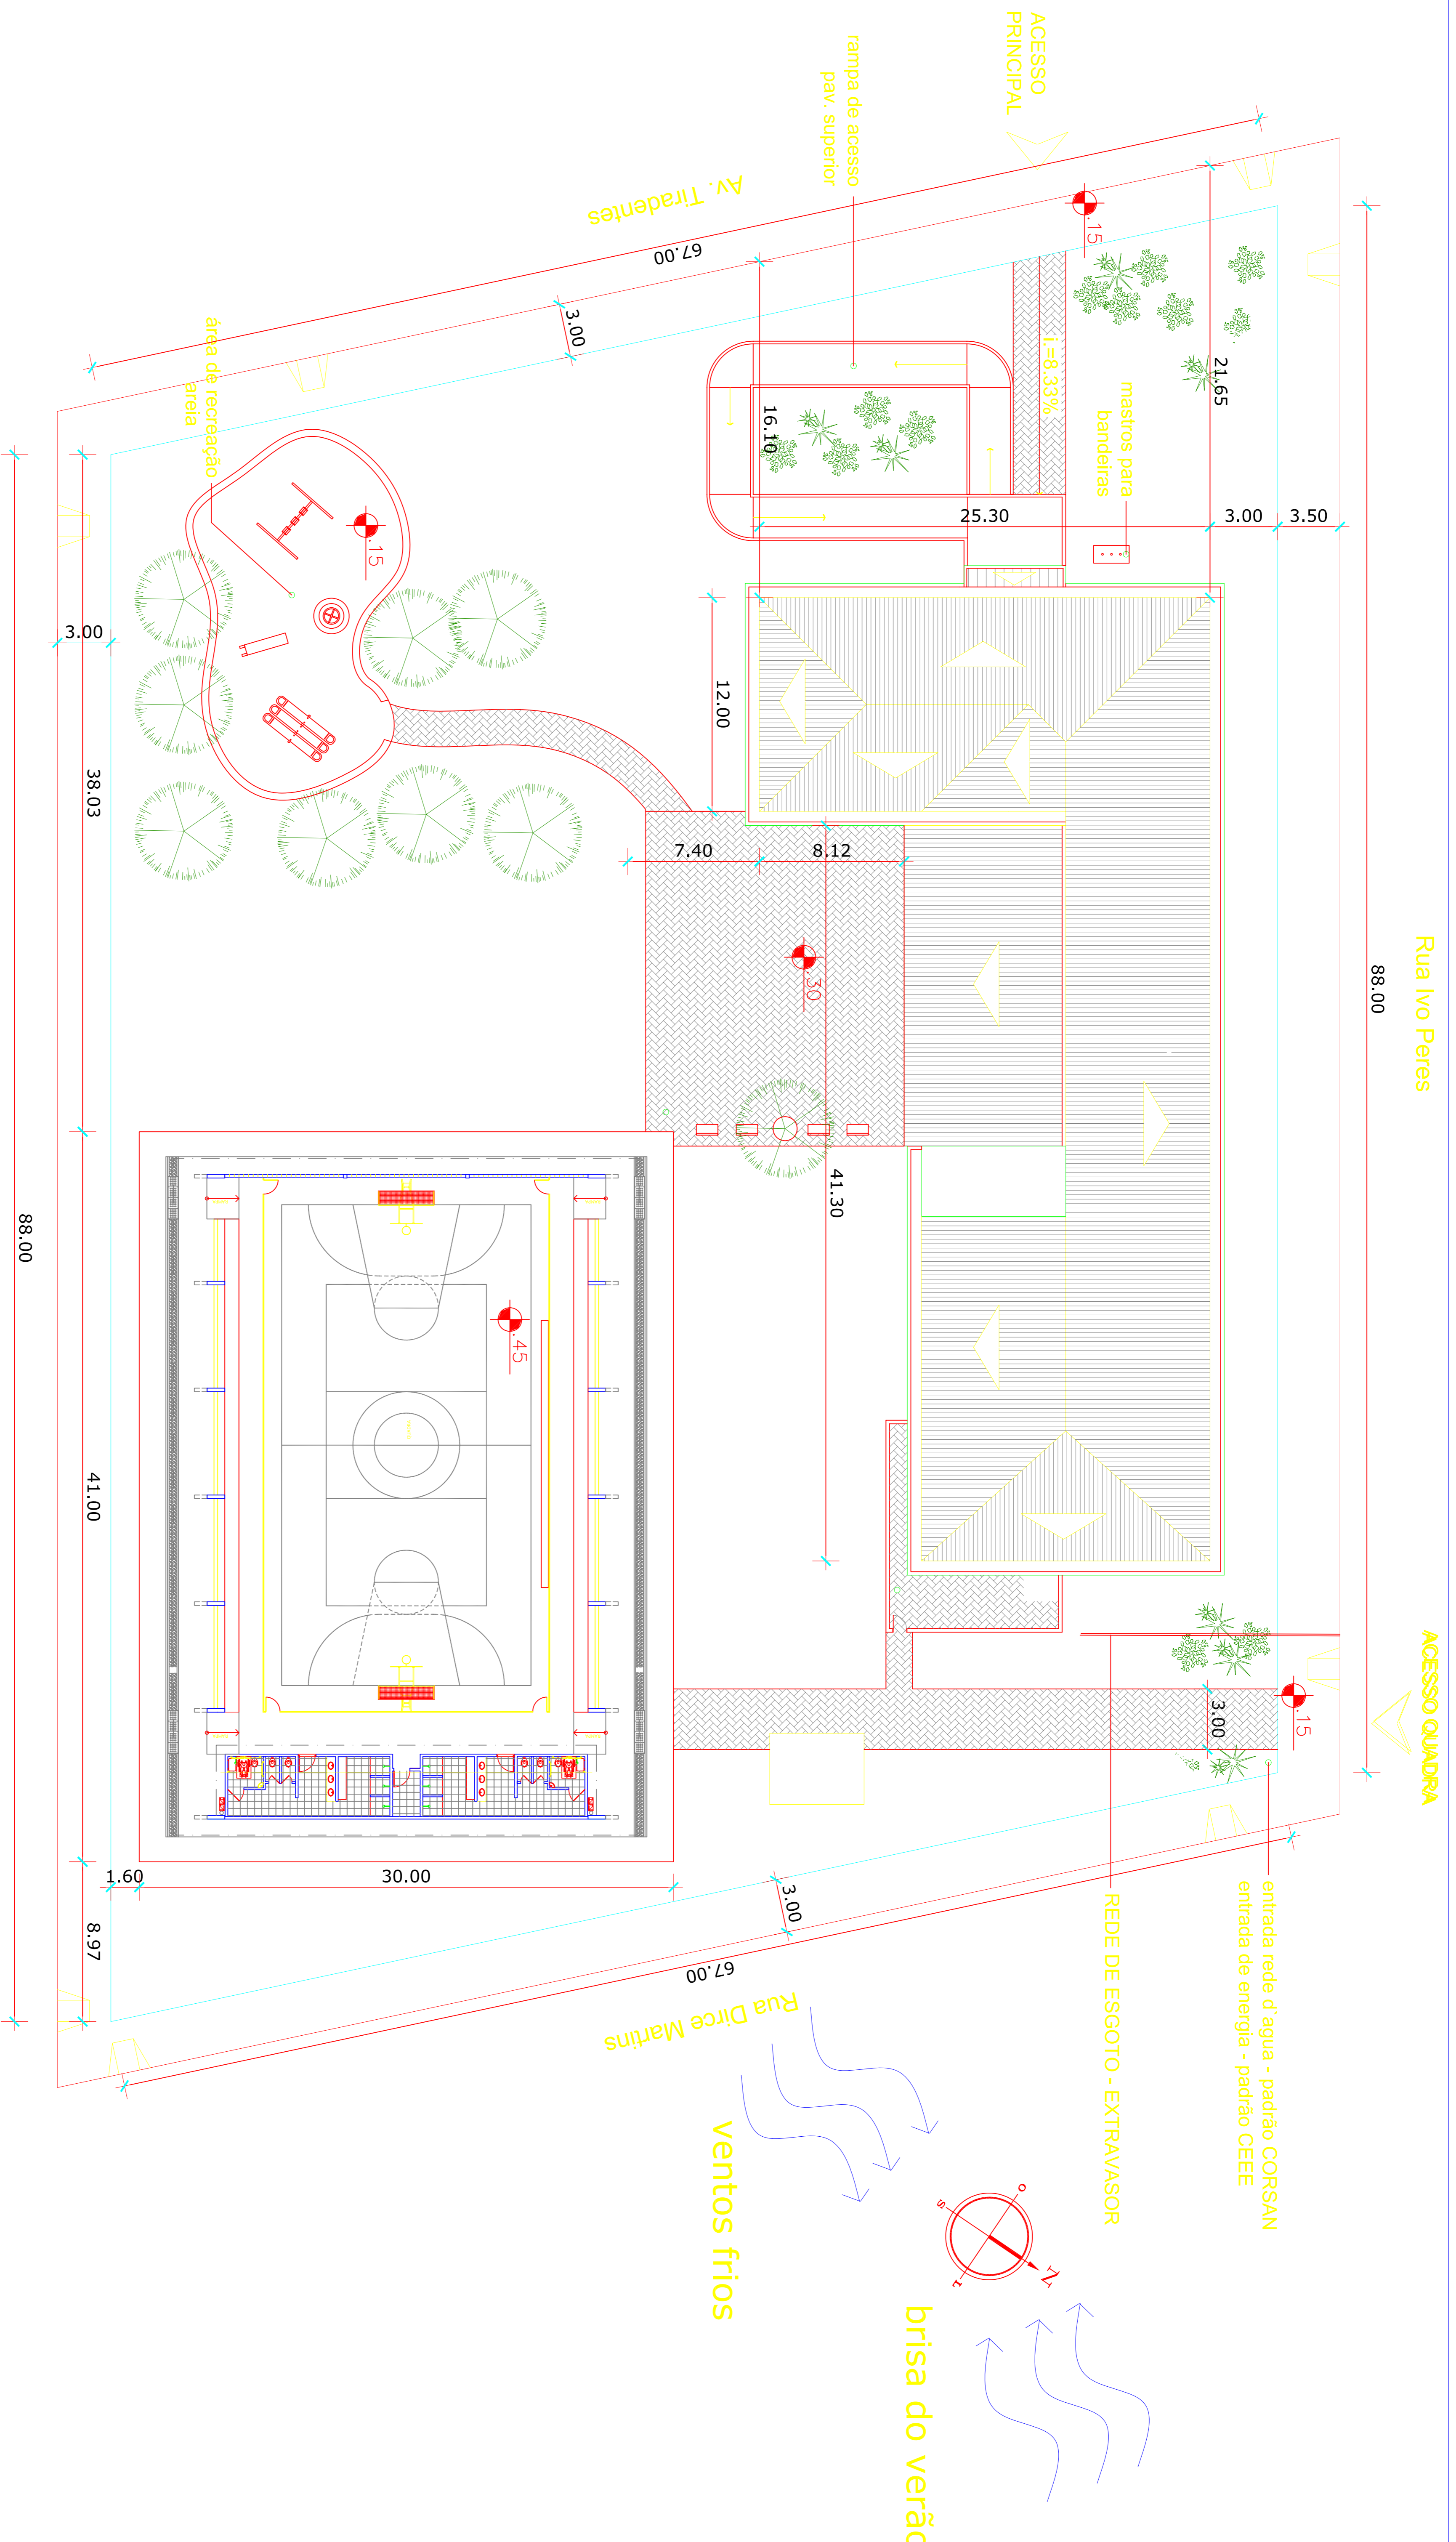 Rua Ivo Peres
88.00
ACESSO QUADRA
ACESSO
PRINCIPAL
rampa de acesso
pav. superior
Av. Tiradentes
67.00
3.00
.15
i.=8.33%
21.65
mastros para
bandeiras
16.10
25.30
3.00
3.50
área de recreação
areia
.15
3.00
12.00
38.03
7.40
8.12
.30
41.30
88.00
.45
41.00
3.00
.15
1.60
30.00
8.97
3.00
67.00
Rua Dirce Martins
entrada rede d'agua - padrão CORSAN
entrada de energia - padrão CEEE
REDE DE ESGOTO - EXTRAVASOR
ventos frios
N
s
o
brisa do verão